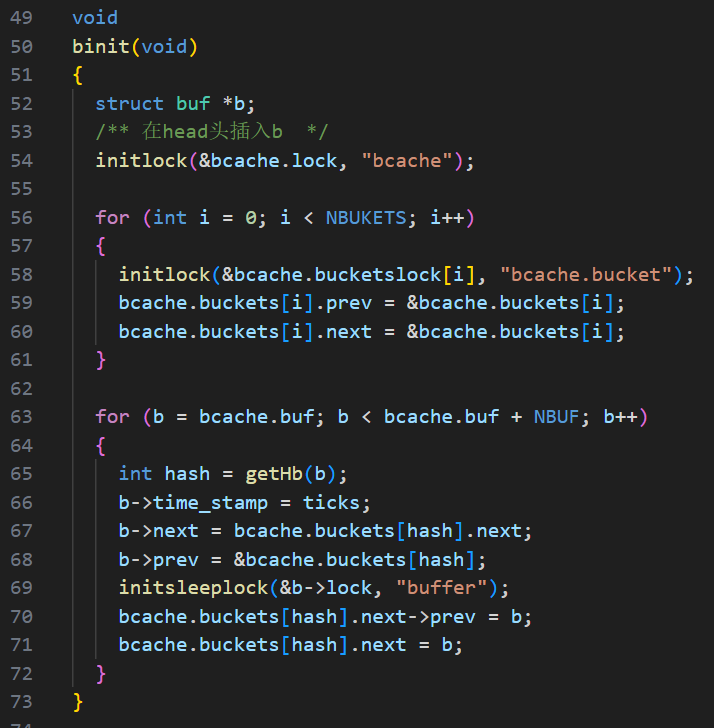 49 void
50 binit(void)
51 {
52   struct buf *b;
53   /** 在head头插入b  */
54   initlock(&bcache.lock, "bcache");
55
56   for (int i = 0; i < NBUKETS; i++)
57   {
58     initlock(&bcache.bucketslock[i], "bcache.bucket");
59     bcache.buckets[i].prev = &bcache.buckets[i];
60     bcache.buckets[i].next = &bcache.buckets[i];
61   }
62
63   for (b = bcache.buf; b < bcache.buf + NBUF; b++)
64   {
65     int hash = getHb(b);
66     b->time_stamp = ticks;
67     b->next = bcache.buckets[hash].next;
68     b->prev = &bcache.buckets[hash];
69     initsleeplock(&b->lock, "buffer");
70     bcache.buckets[hash].next->prev = b;
71     bcache.buckets[hash].next = b;
72   }
73 }